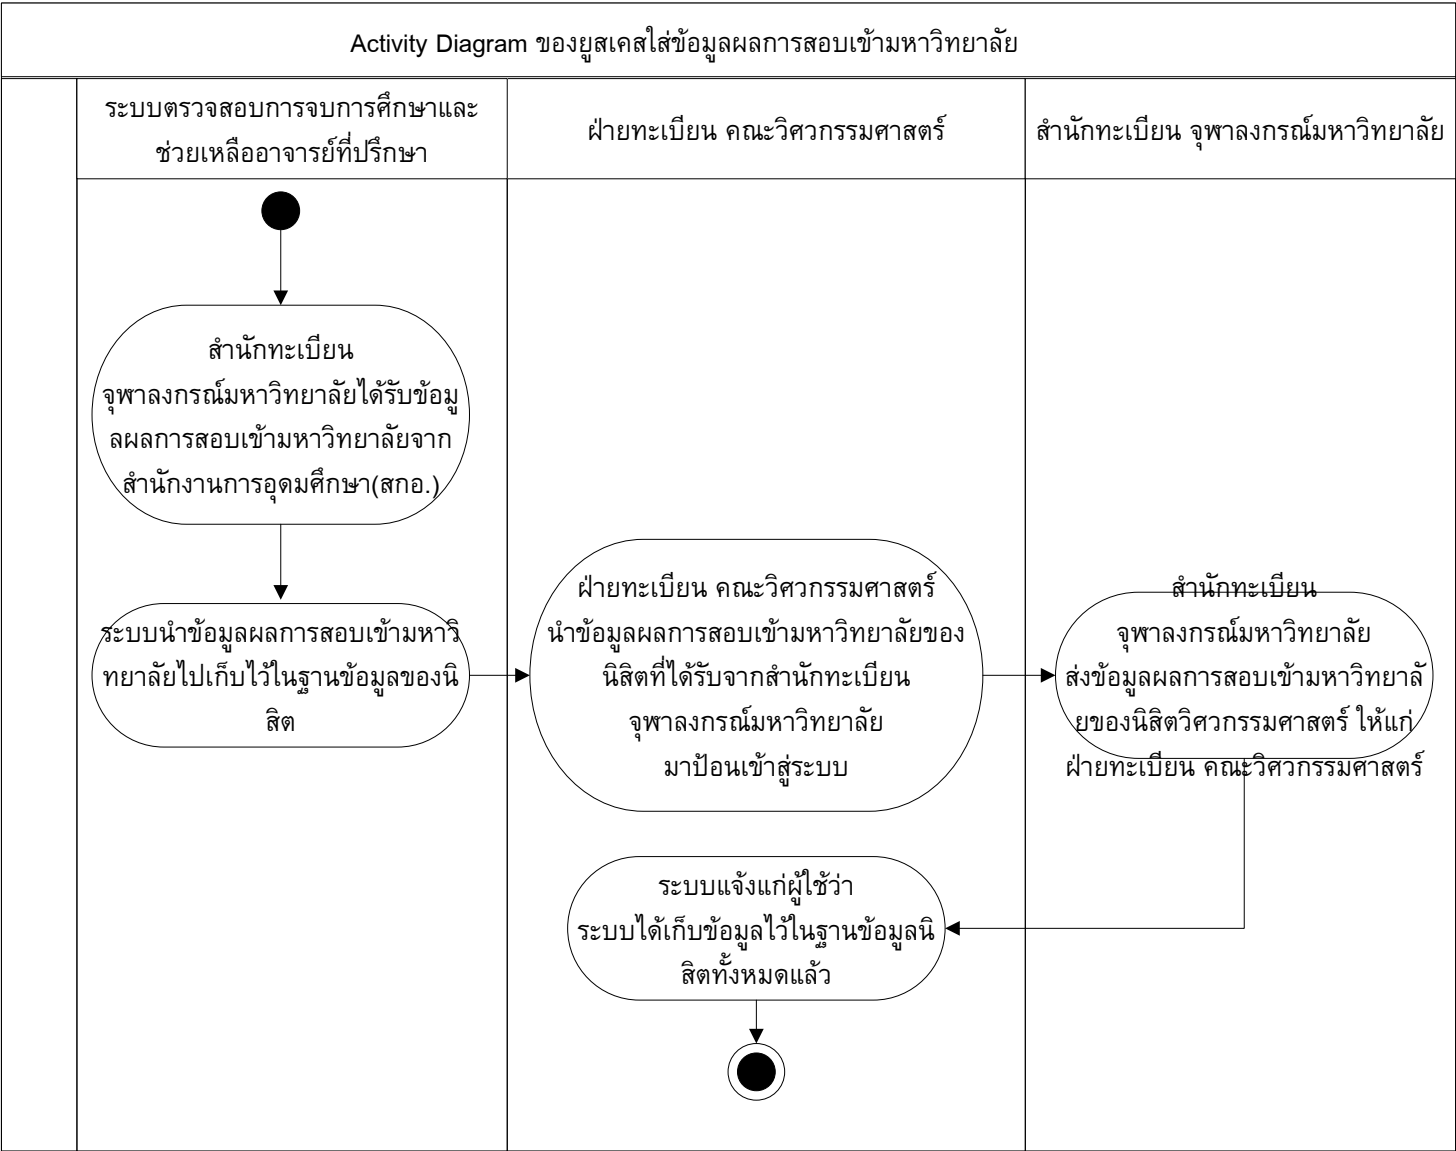 Activity Diagram ของยูสเคสใส่ข้อมูลผลการสอบเข้ามหาวิทยาลัย
ระบบตรวจสอบการจบการศึกษาและ
ช่วยเหลืออาจารย์ที่ปรึกษา
ฝ่ายทะเบียน คณะวิศวกรรมศาสตร์
สำนักทะเบียน จุฬาลงกรณ์มหาวิทยาลัย
สำนักทะเบียน
จุฬาลงกรณ์มหาวิทยาลัยได้รับข้อมู
ลผลการสอบเข้ามหาวิทยาลัยจาก
สำนักงานการอุดมศึกษา(สกอ.)
ระบบนำข้อมูลผลการสอบเข้ามหาวิ
ทยาลัยไปเก็บไว้ในฐานข้อมูลของนิ
สิต
ฝ่ายทะเบียน คณะวิศวกรรมศาสตร์
นำข้อมูลผลการสอบเข้ามหาวิทยาลัยของ
นิสิตที่ได้รับจากสำนักทะเบียน
จุฬาลงกรณ์มหาวิทยาลัย
มาป้อนเข้าสู่ระบบ
สำนักทะเบียน
จุฬาลงกรณ์มหาวิทยาลัย
ส่งข้อมูลผลการสอบเข้ามหาวิทยาลั
ยของนิสิตวิศวกรรมศาสตร์ ให้แก่
ฝ่ายทะเบียน คณะวิศวกรรมศาสตร์
ระบบแจ้งแก่ผู้ใช้ว่า
ระบบได้เก็บข้อมูลไว้ในฐานข้อมูลนิ
สิตทั้งหมดแล้ว